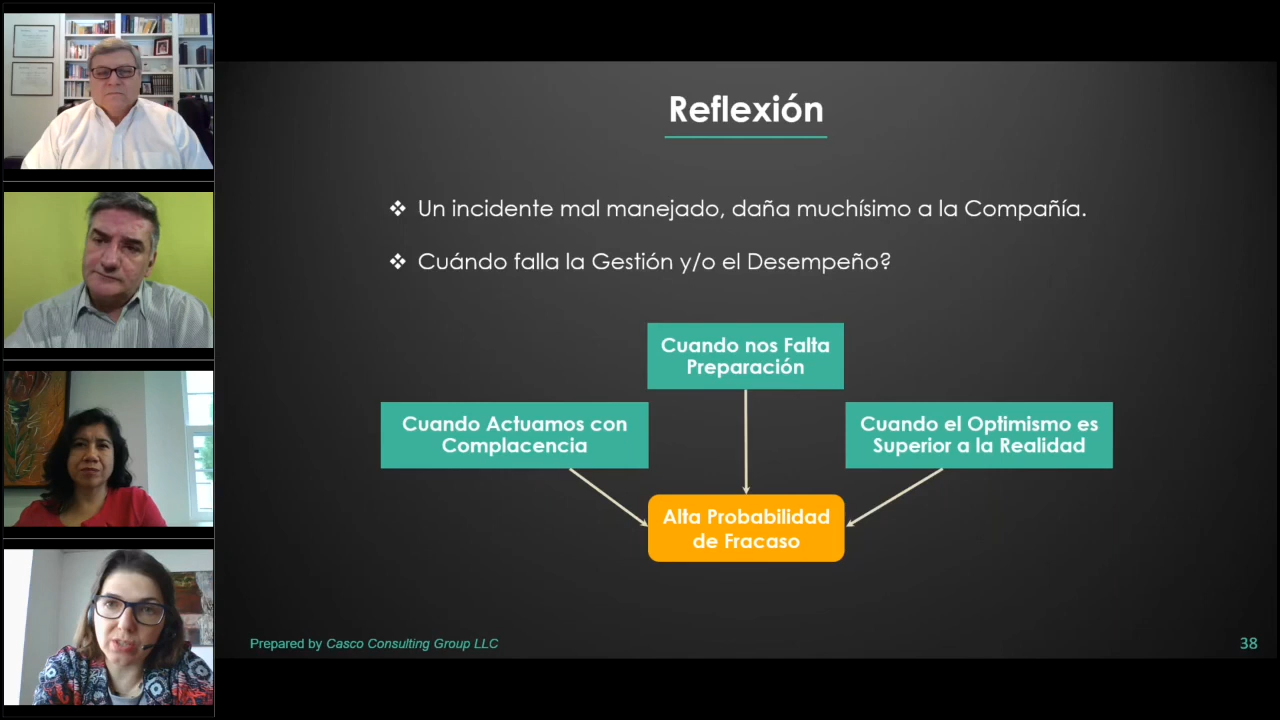 Reflexión
❖ Un incidente mal manejado, daña muchísimo a la Compañía.
❖ Cuándo falla la Gestión y/o el Desempeño?
Cuando nos Falta
Preparación
Cuando Actuamos con
Complacencia
Cuando el Optimismo es
Superior a la Realidad
Alta Probabilidad
de Fracaso
Prepared by Casco Consulting Group LLC
38